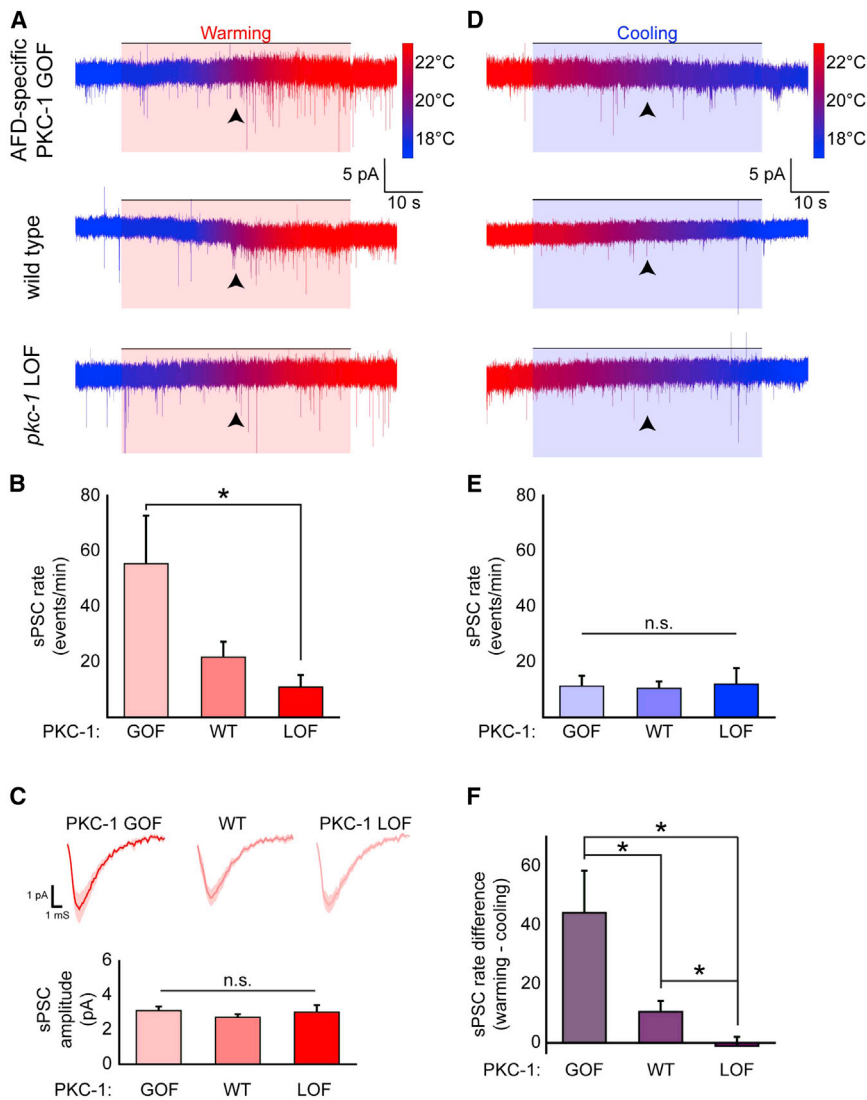 A
Warming
AFD-specific
PKC-1 GOF
22°C
20°C
18°C
5 pA
10 s
wild type
pkc-1 LOF
D
Cooling
22°C
20°C
18°C
5 pA
10 s
B
80
60
40
20
sPSC rate
(events/min)
*
PKC-1:
GOF
WT
LOF
E
80
60
40
20
sPSC rate
(events/min)
n.s.
PKC-1:
GOF
WT
LOF
C
PKC-1 GOF
WT
PKC-1 LOF
1 pA
1 mS
6
4
2
0
sPSC
amplitude
(pA)
n.s.
PKC-1:
GOF
WT
LOF
F
60
40
20
0
sPSC rate difference
(warming - cooling)
*
*
*
PKC-1:
GOF
WT
LOF